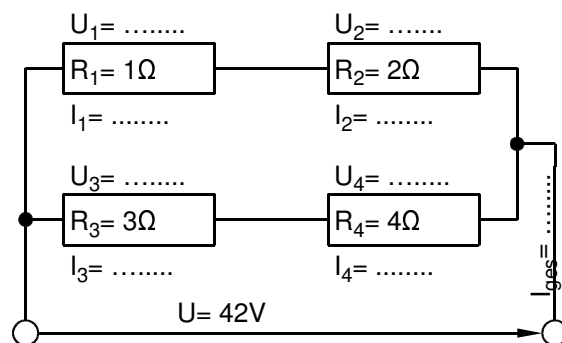 U1= ........ U2= ........
R1= 1Ω R2= 2Ω
I1= ........ I2= ........
U3= ........ U4= ........
R3= 3Ω R4= 4Ω
I3= ........ I4= ........
Iges= ........
U= 42V